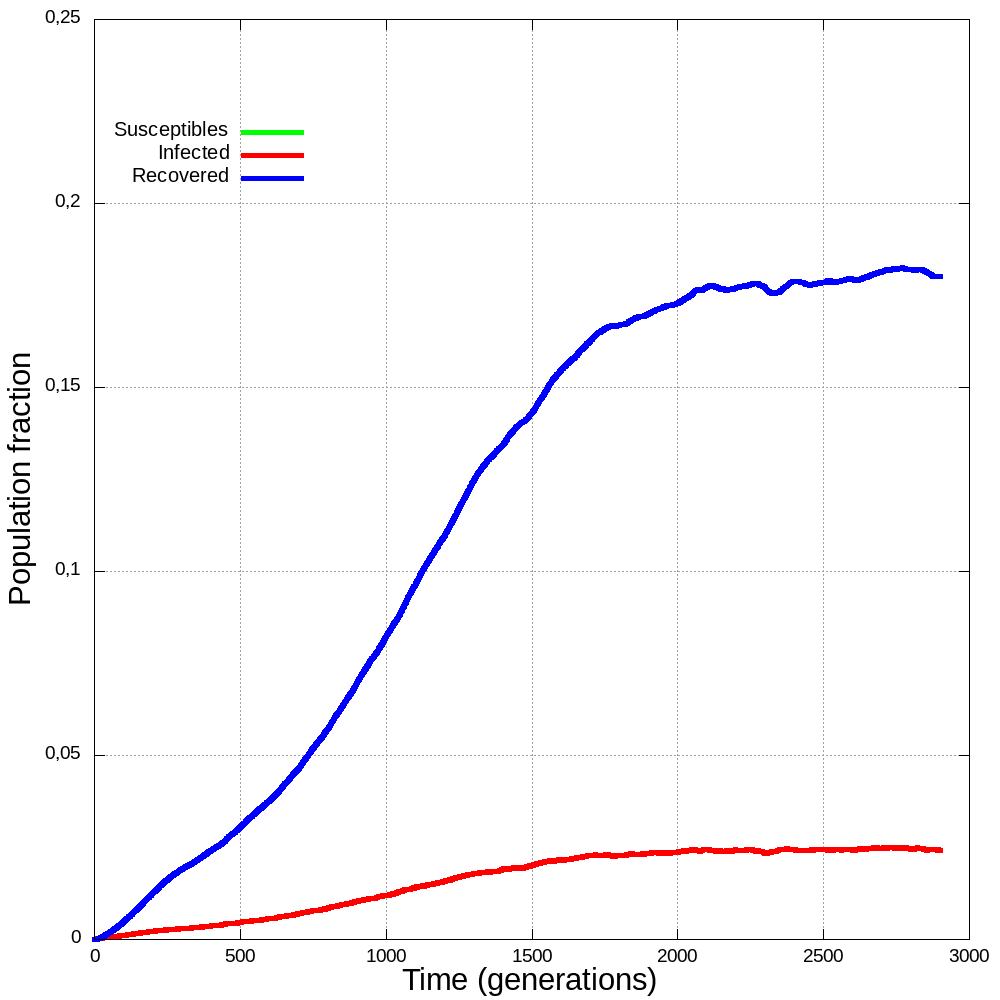 0,25
Susceptibles
Infected
Recovered
0,2
0,15
Population fraction
0,1
0,05
0
0 500 1000 1500 2000 2500 3000
Time (generations)